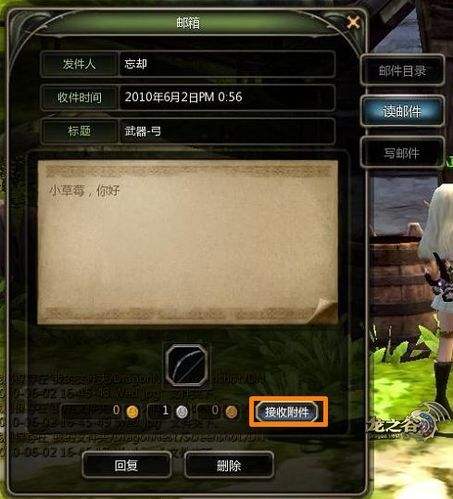 邮箱
发件人 忘却
邮件目录
收件时间 2010年6月2日PM 0:56
读邮件
标题 武器-弓
写邮件
小草莓，你好
0 1 0 接收附件
龙之谷
回复 删除